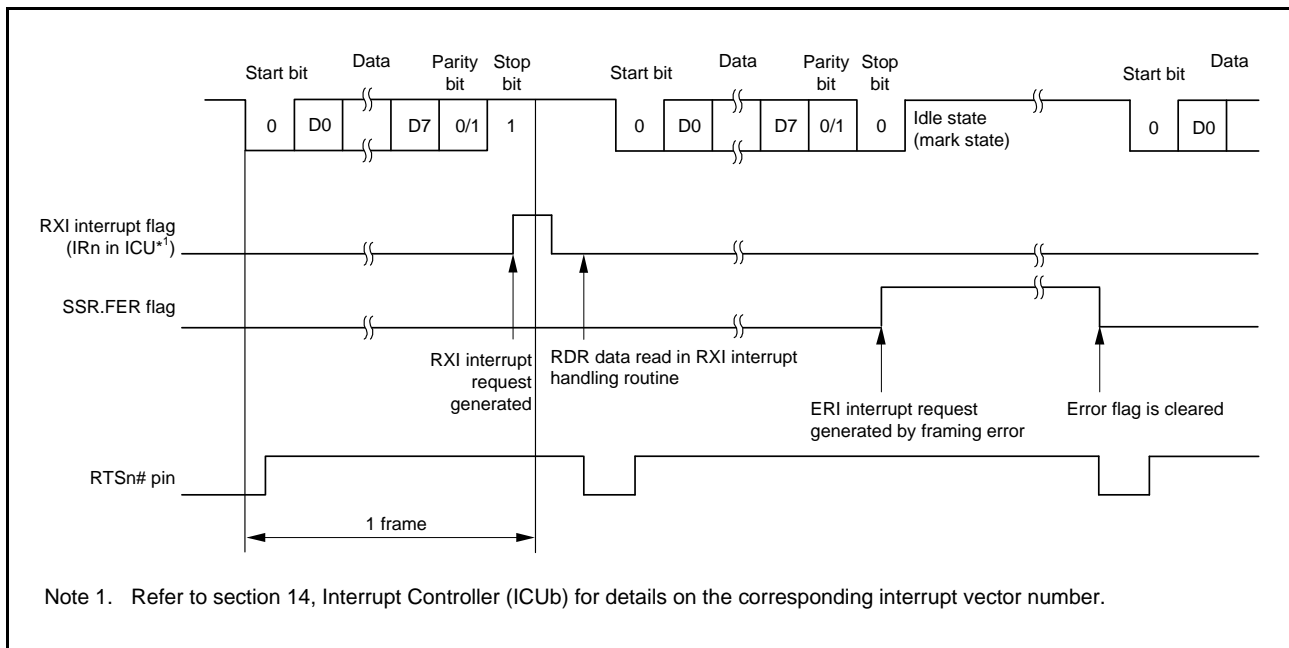 Start bit
Data
Parity
bit
Stop
bit
Start bit
Data
Parity
bit
Stop
bit
Start bit
Data
0
D0
D7
0/1
1
0
D0
D7
0/1
0
Idle state
(mark state)
0
D0
RXI interrupt flag
(IRn in ICU*1)
SSR.FER flag
RXI interrupt
request
generated
RDR data read in RXI interrupt
handling routine
ERI interrupt request
generated by framing error
Error flag is cleared
RTSn# pin
1 frame
Note 1. Refer to section 14, Interrupt Controller (ICUb) for details on the corresponding interrupt vector number.